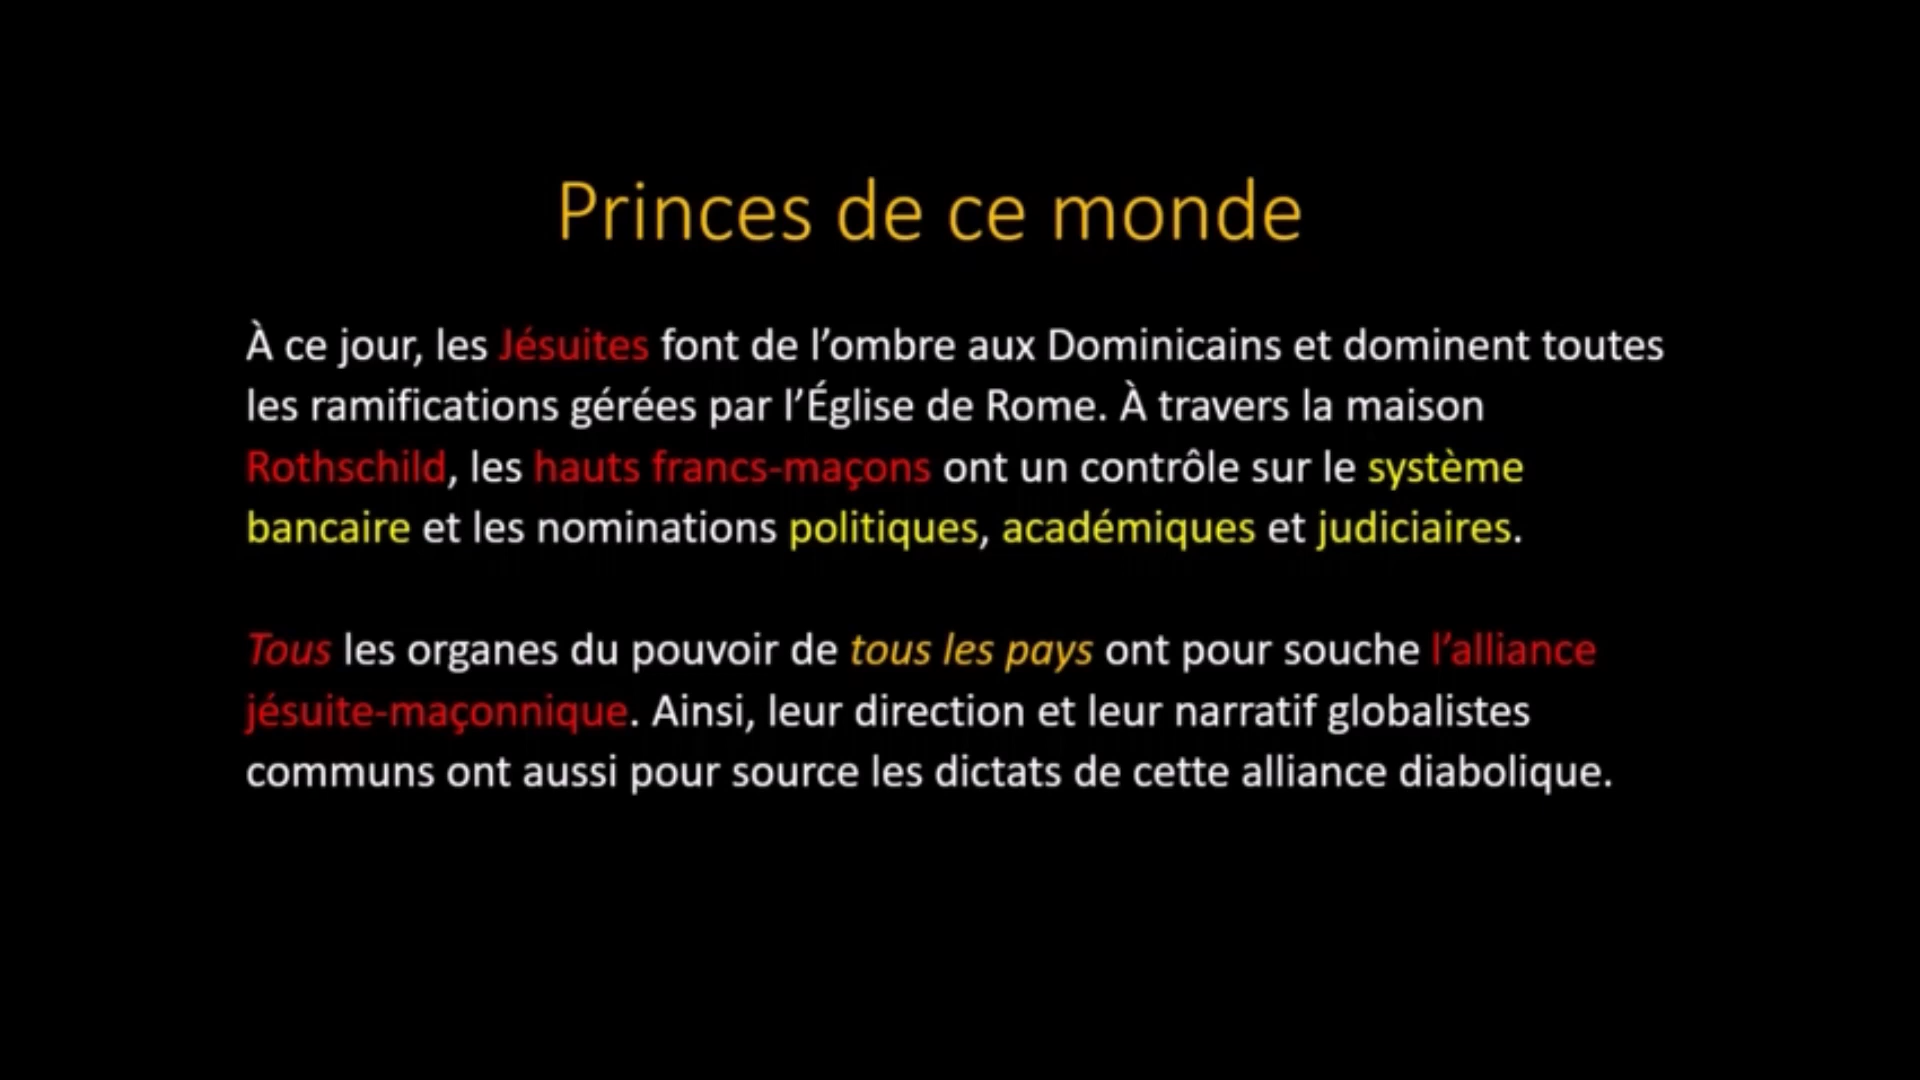 Princes de ce monde
À ce jour, les Jésuites font de l’ombre aux Dominicains et dominent toutes
les ramifications gérées par l’Église de Rome. À travers la maison
Rothschild, les hauts francs-maçons ont un contrôle sur le système
bancaire et les nominations politiques, académiques et judiciaires.
Tous les organes du pouvoir de tous les pays ont pour souche l’alliance
jésuite-maçonnique. Ainsi, leur direction et leur narratif globalistes
communs ont aussi pour source les dictats de cette alliance diabolique.